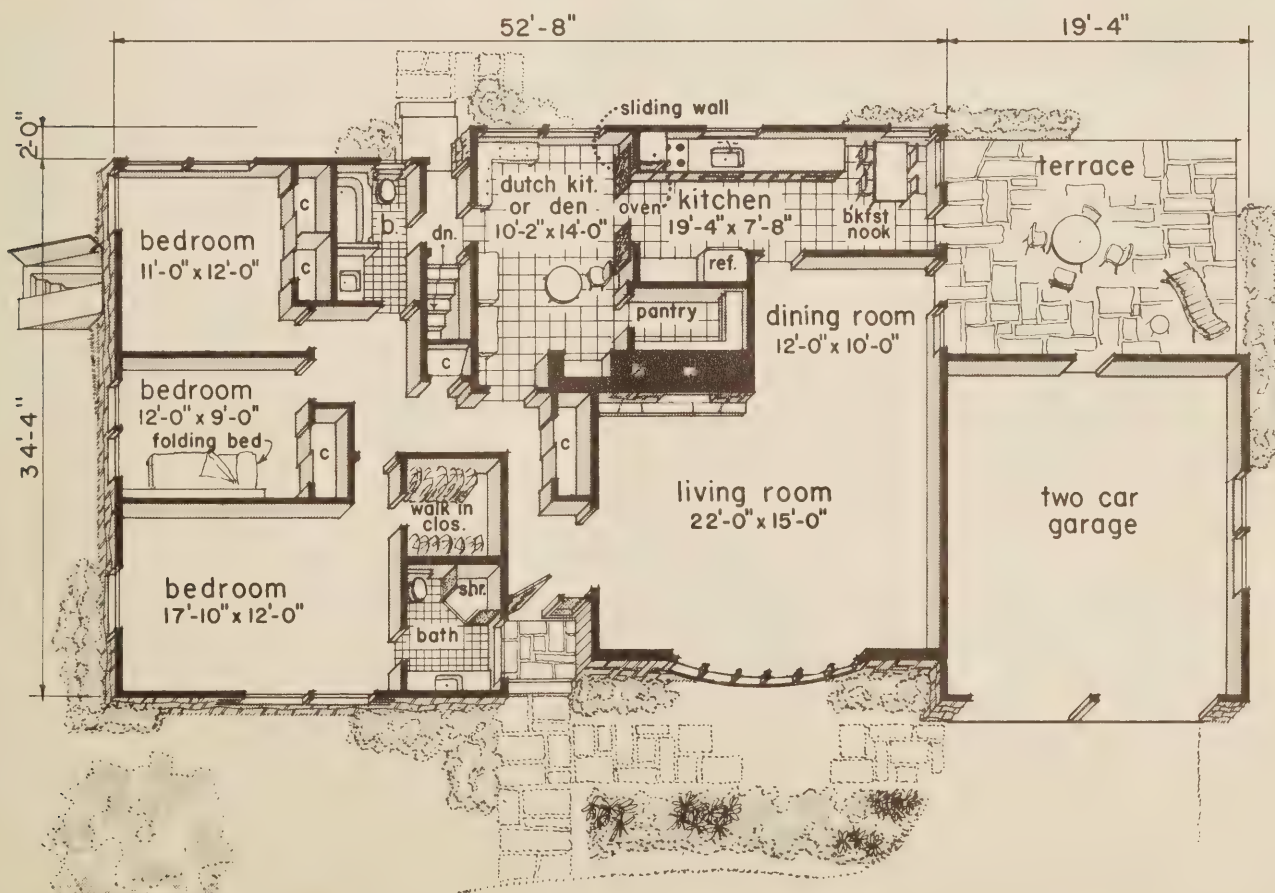 52'-8"
19'-4"
2'-0"
34'-4"
sliding wall
terrace
dutch kit.
or den
10'-2" x 14'-0"
oven
kitchen
19'-4" x 7'-8"
bkfst
nook
bedroom
11'-0" x 12'-0"
c
c
b.
dn.
ref.
pantry
dining room
12'-0" x 10'-0"
c
bedroom
12'-0" x 9'-0"
folding bed
c
c
walk in
clos.
living room
22'-0" x 15'-0"
two car
garage
bedroom
17'-10" x 12'-0"
shr.
bath